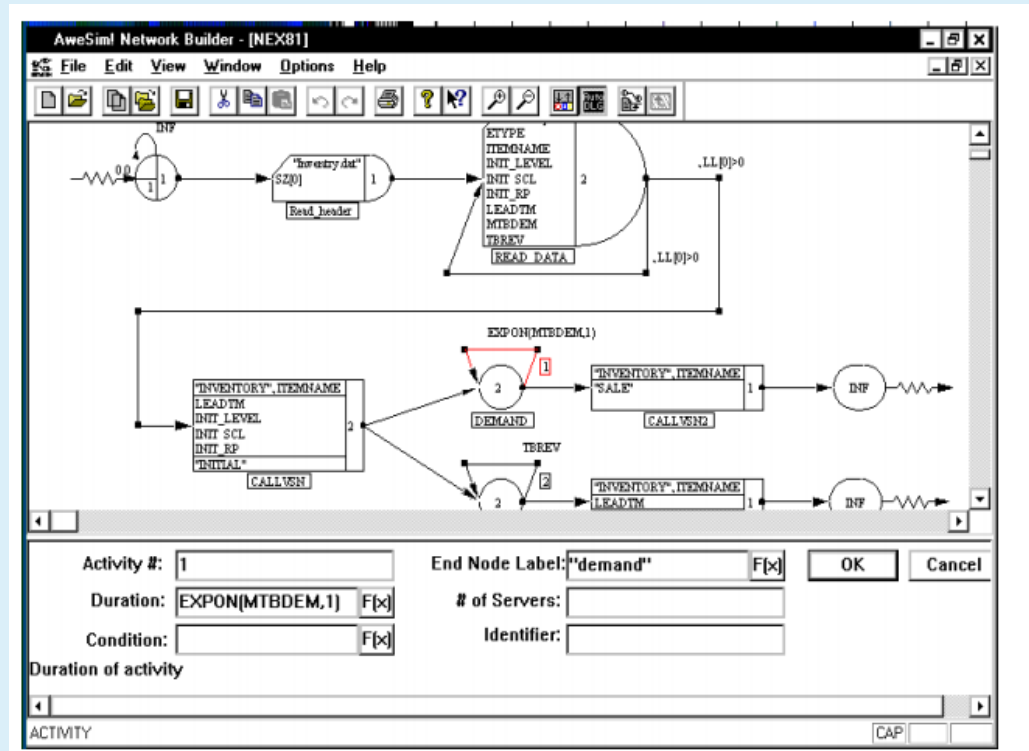 AweSim! Network Builder - [NEX81]
File Edit View Window Options Help
INF
0,0
1
1
"Inventry.dat"
SZ[0]
1
Read_header
ETYPE
ITEMNAME
INIT_LEVEL
INIT SCL
INIT_RP
LEADTM
MTBDEM
TBREV
2
READ DATA
,LL[0]>0
,LL[0]>0
EXPON(MTBDEM,1)
1
2
DEMAND
"INVENTORY",ITEMNAME
"SALE"
1
CALLVSN2
INF
"INVENTORY",ITEMNAME
LEADTM
INIT_LEVEL
INIT SCL
INIT_RP
"INITIAL"
2
CALLVSN
TBREV
2
2
"INVENTORY",ITEMNAME
LEADTM
1
INF
Activity #: 1
End Node Label: "demand" F(x)
OK Cancel
Duration: EXPON(MTBDEM,1) F(x)
# of Servers:
Condition: F(x)
Identifier:
Duration of activity
ACTIVITY
CAP